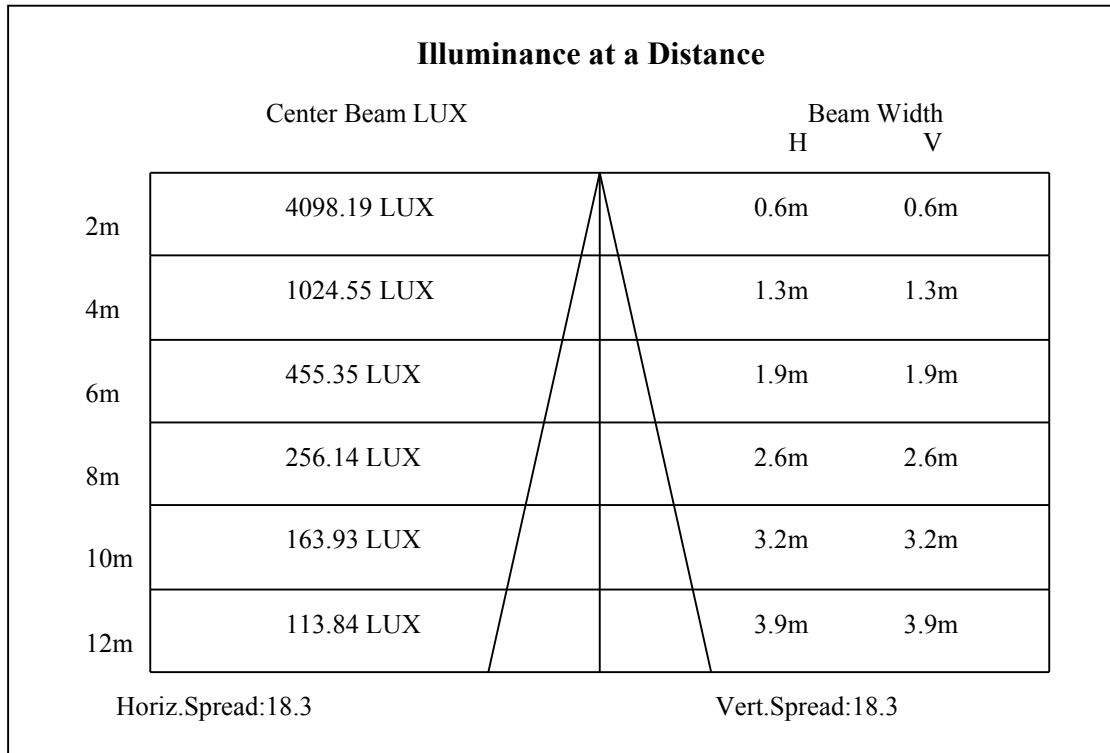 Illuminance at a Distance
Center Beam LUX Beam Width
H V
2m 4098.19 LUX 0.6m 0.6m
4m 1024.55 LUX 1.3m 1.3m
6m 455.35 LUX 1.9m 1.9m
8m 256.14 LUX 2.6m 2.6m
10m 163.93 LUX 3.2m 3.2m
12m 113.84 LUX 3.9m 3.9m
Horiz.Spread:18.3 Vert.Spread:18.3